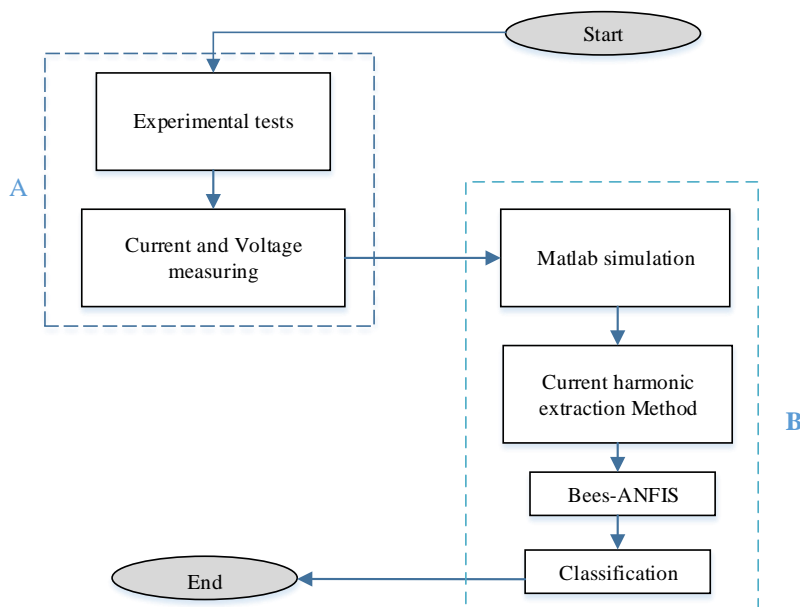 Start
Experimental tests
A
Current and Voltage
measuring
Matlab simulation
Current harmonic
extraction Method
B
Bees-ANFIS
Classification
End